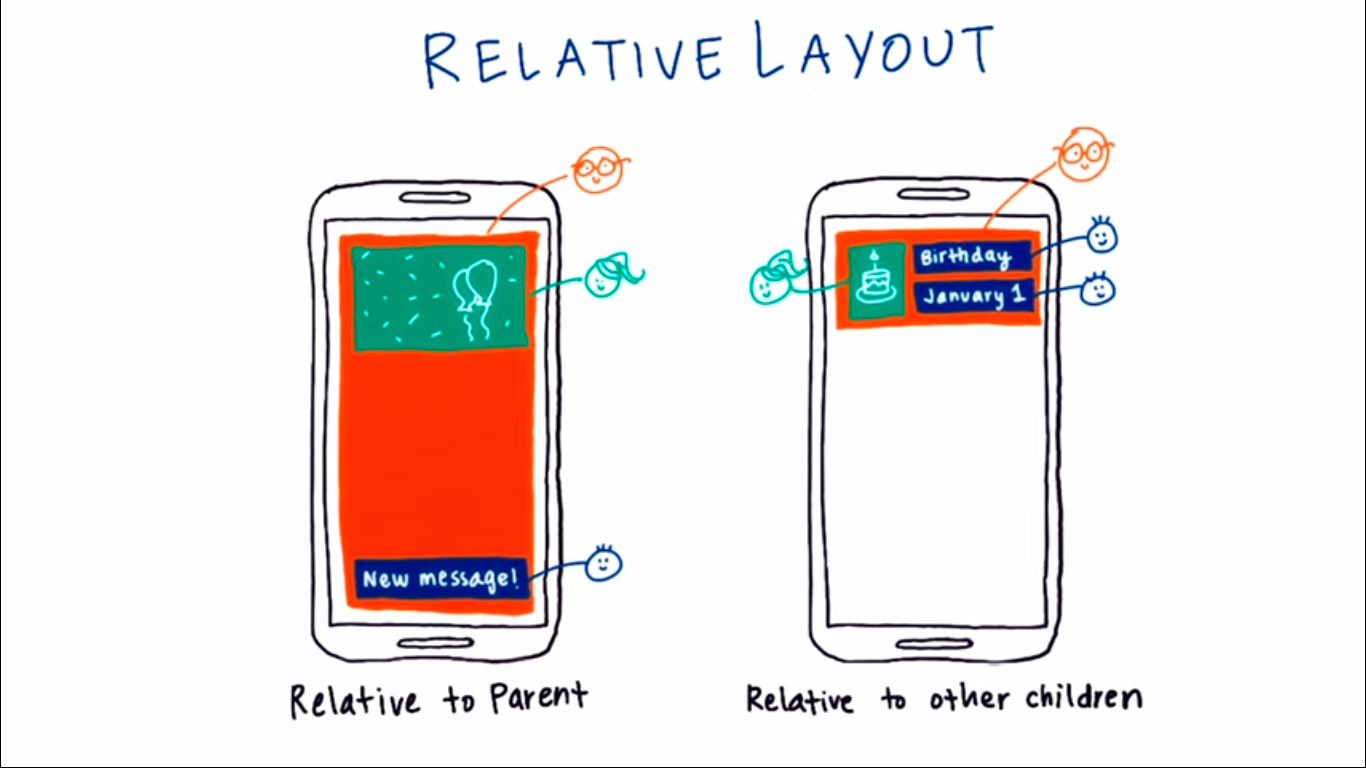 RELATIVE LAYOUT
Birthday
January 1
New message!
Relative to Parent
Relative to other children